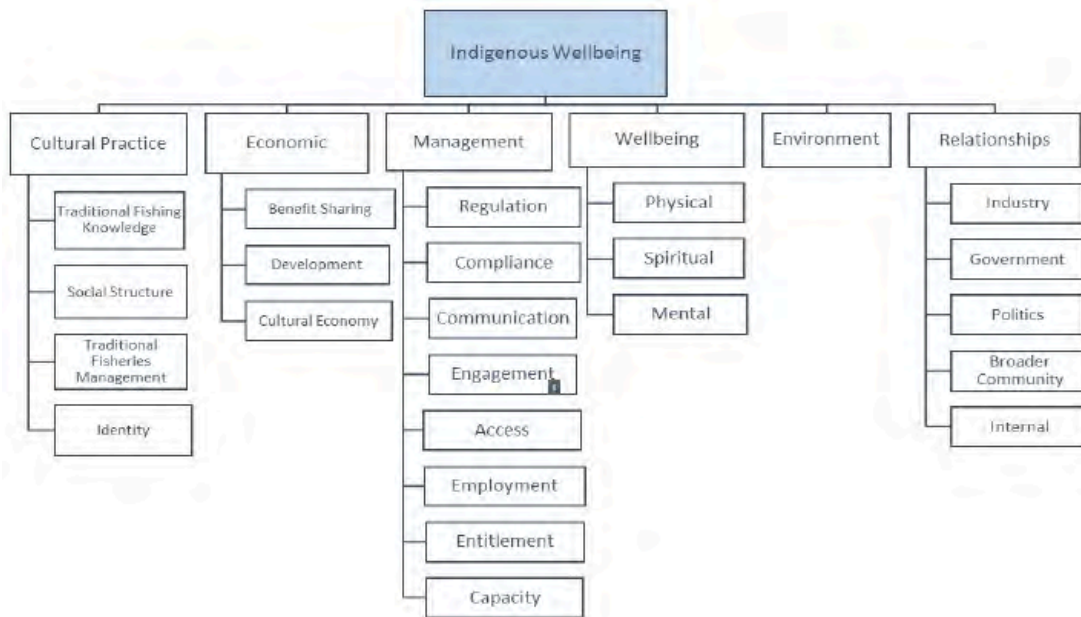 Indigenous Wellbeing
Cultural Practice
Traditional Fishing
Knowledge
Social Structure
Traditional
Fisheries
Management
Identity
Economic
Benefit Sharing
Development
Cultural Economy
Management
Regulation
Compliance
Communication
Engagement
Access
Employment
Entitlement
Capacity
Wellbeing
Physical
Spiritual
Mental
Environment
Relationships
Industry
Government
Politics
Broader
Community
Internal